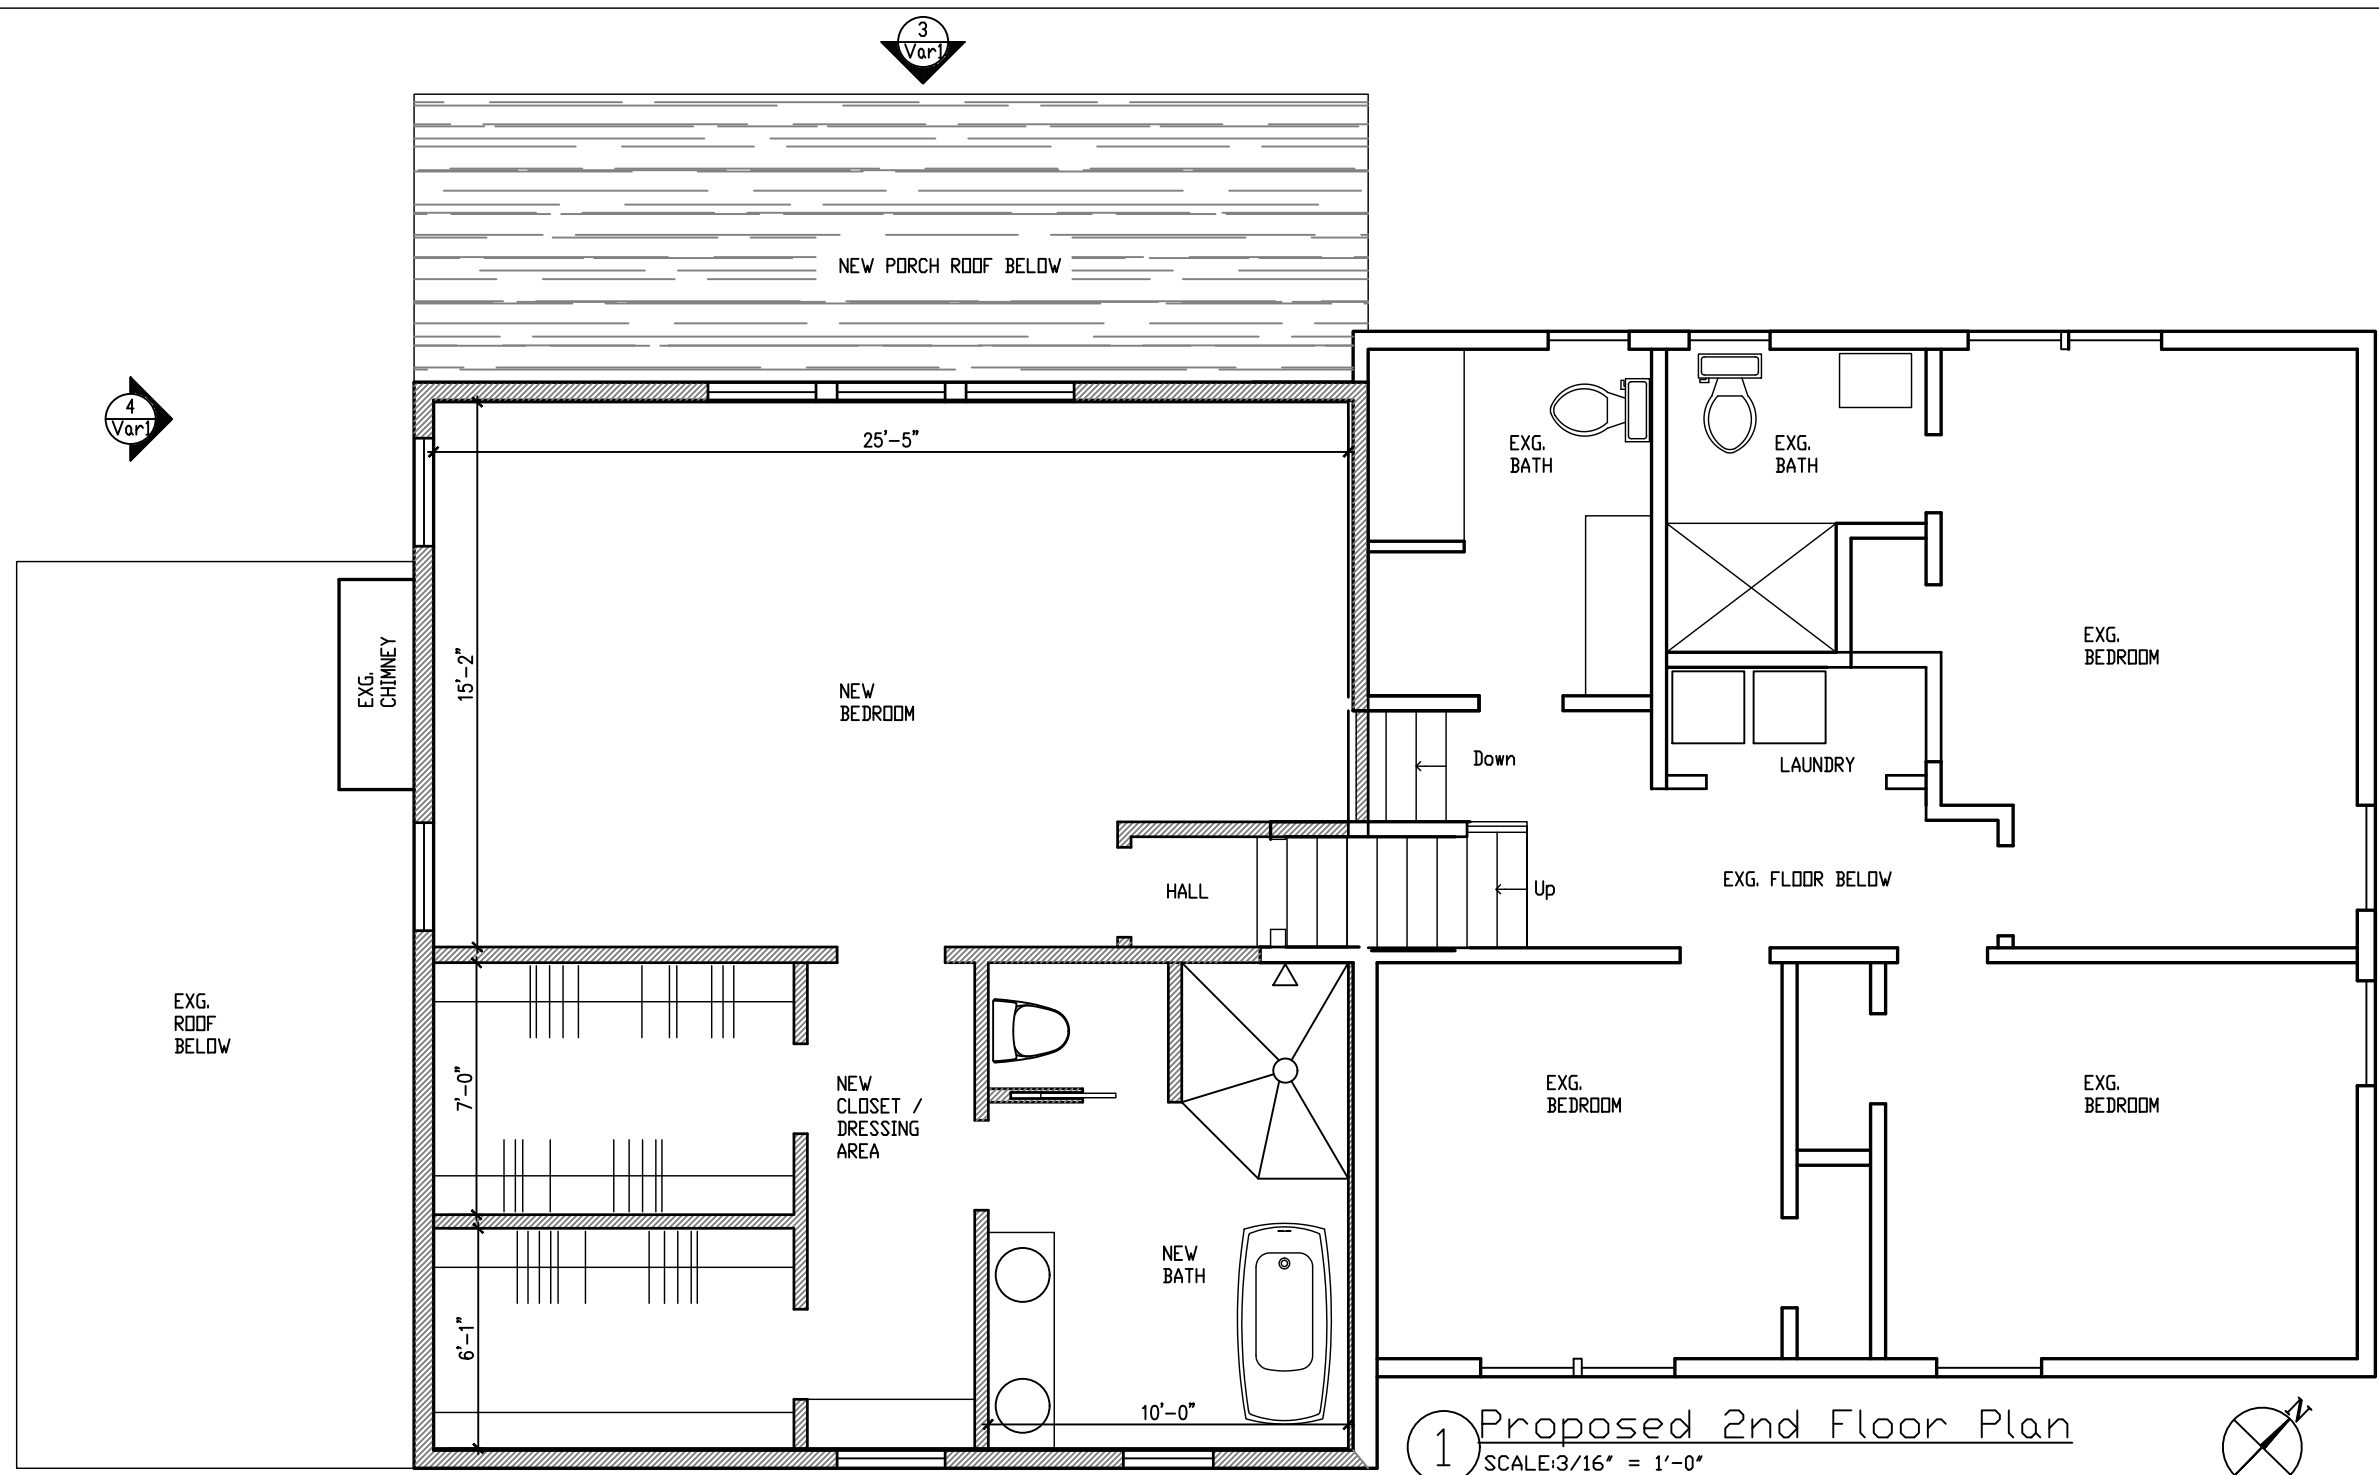 3
Var1
NEW PORCH ROOF BELOW
4
Var1
25'-5"
EXG.
BATH
EXG.
BATH
EXG.
CHIMNEY
15'-2"
NEW
BEDROOM
EXG.
BEDROOM
Down
LAUNDRY
HALL
Up
EXG. FLOOR BELOW
EXG.
ROOF
BELOW
7'-0"
NEW
CLOSET /
DRESSING
AREA
EXG.
BEDROOM
EXG.
BEDROOM
NEW
BATH
6'-1"
10'-0"
1
Proposed 2nd Floor Plan
SCALE:3/16" = 1'-0"
N